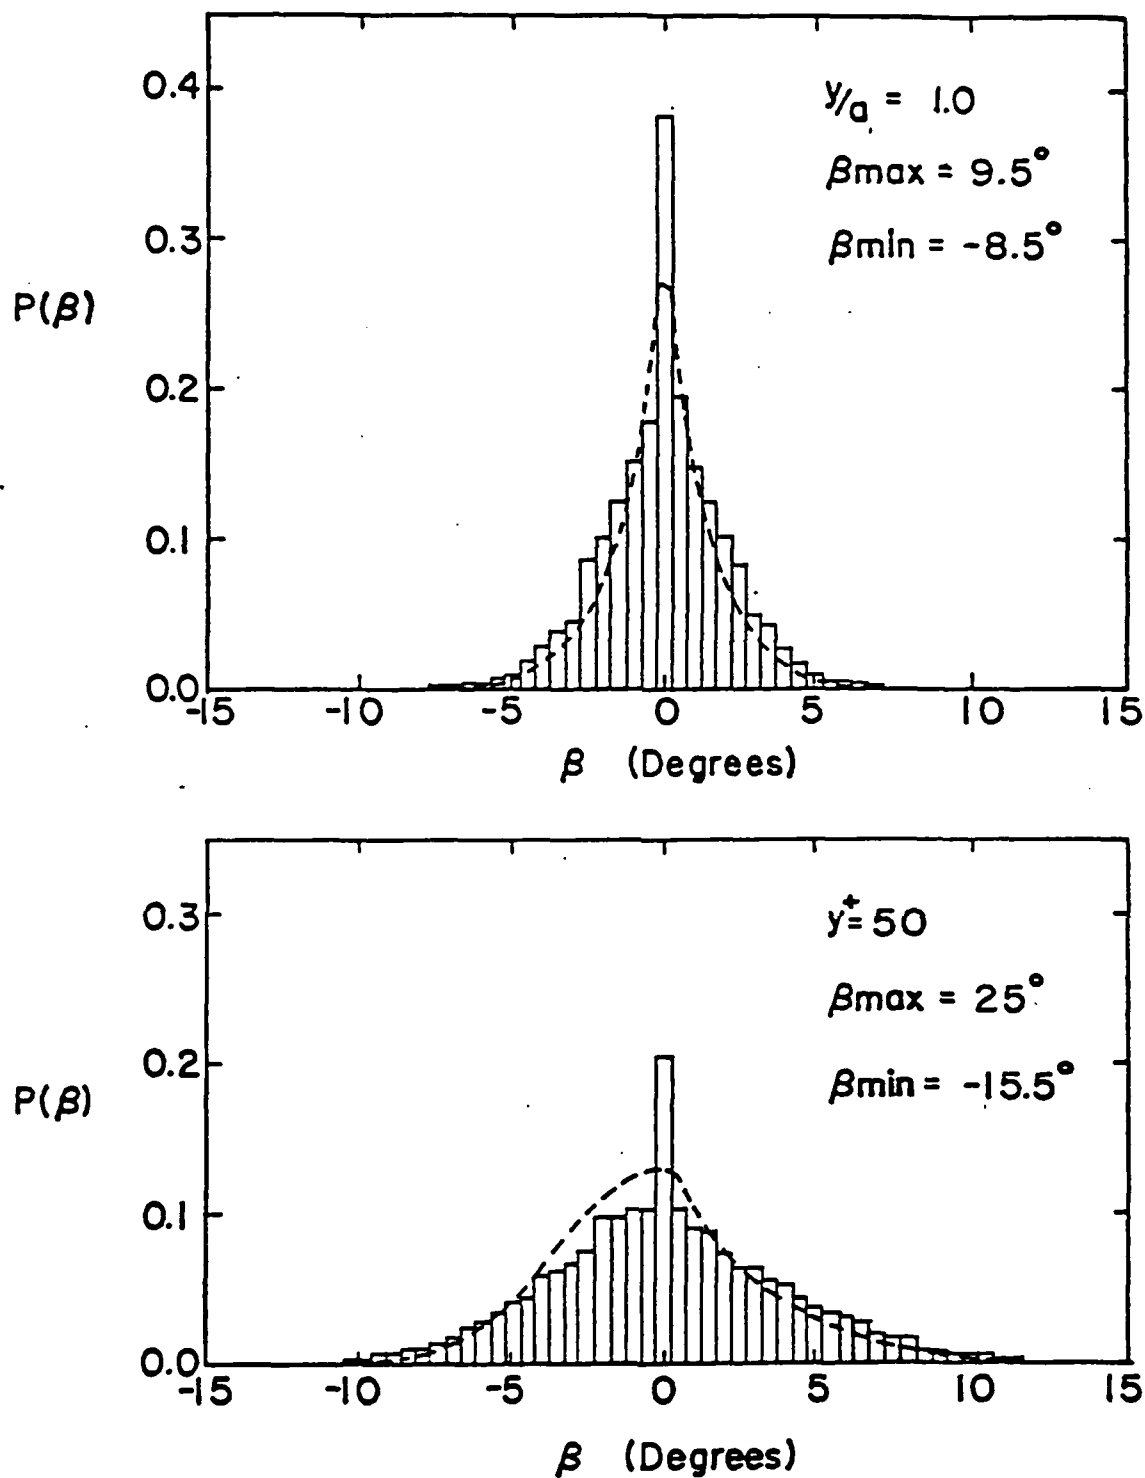 0.4
0.3
0.2
0.1
0.0
P(β)
y/a = 1.0
βmax = 9.5°
βmin = -8.5°
-15 -10 -5 0 5 10 15
β (Degrees)
0.3
0.2
0.1
0.0
P(β)
y⁺= 50
βmax = 25°
βmin = -15.5°
-15 -10 -5 0 5 10 15
β (Degrees)